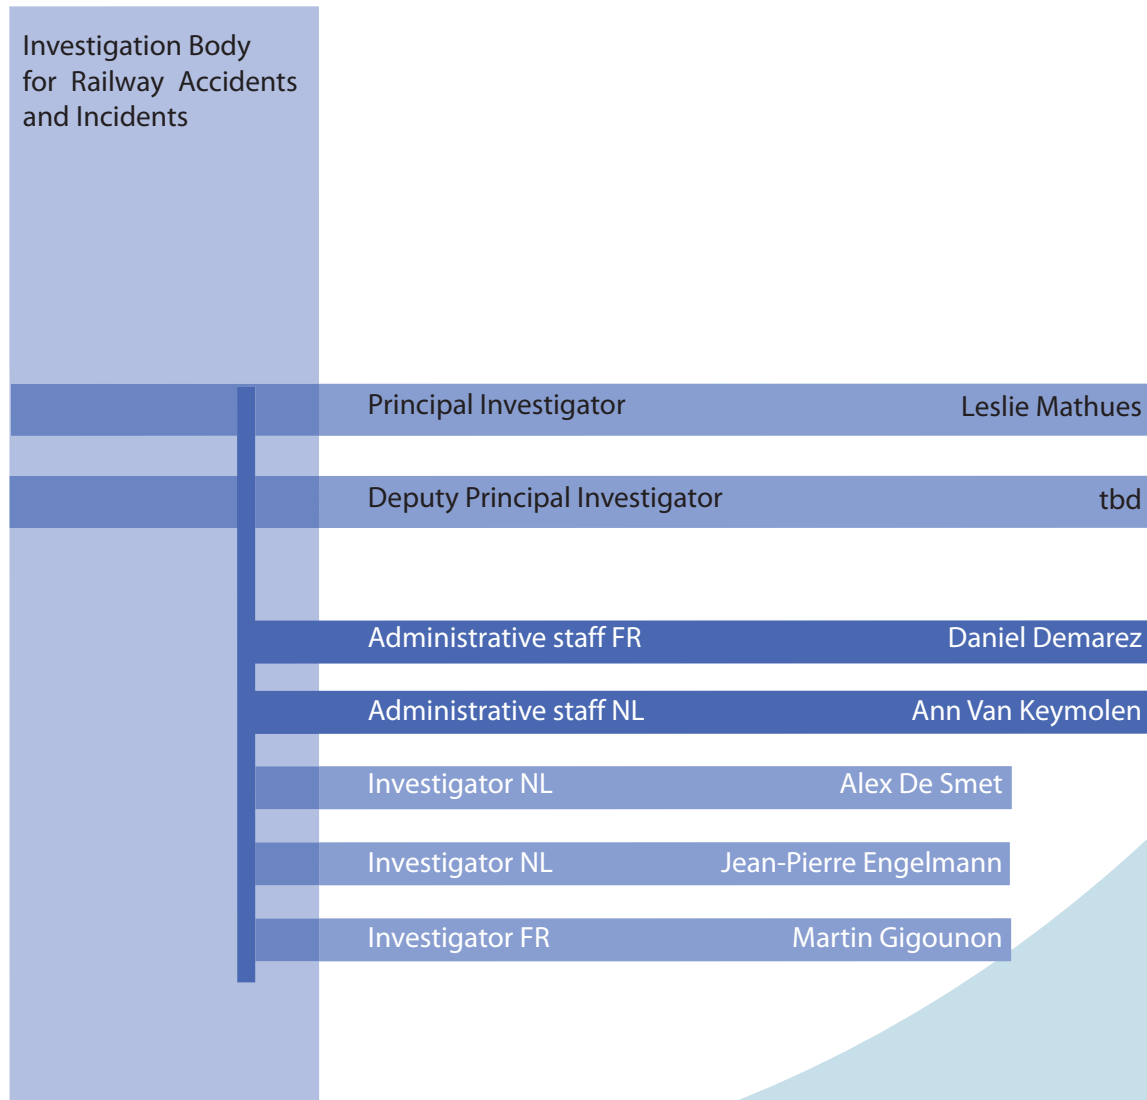 Investigation Body
for Railway Accidents
and Incidents
Principal Investigator Leslie Mathues
Deputy Principal Investigator tbd
Administrative staff FR Daniel Demarez
Administrative staff NL Ann Van Keymolen
Investigator NL Alex De Smet
Investigator NL Jean-Pierre Engelmann
Investigator FR Martin Gigounon